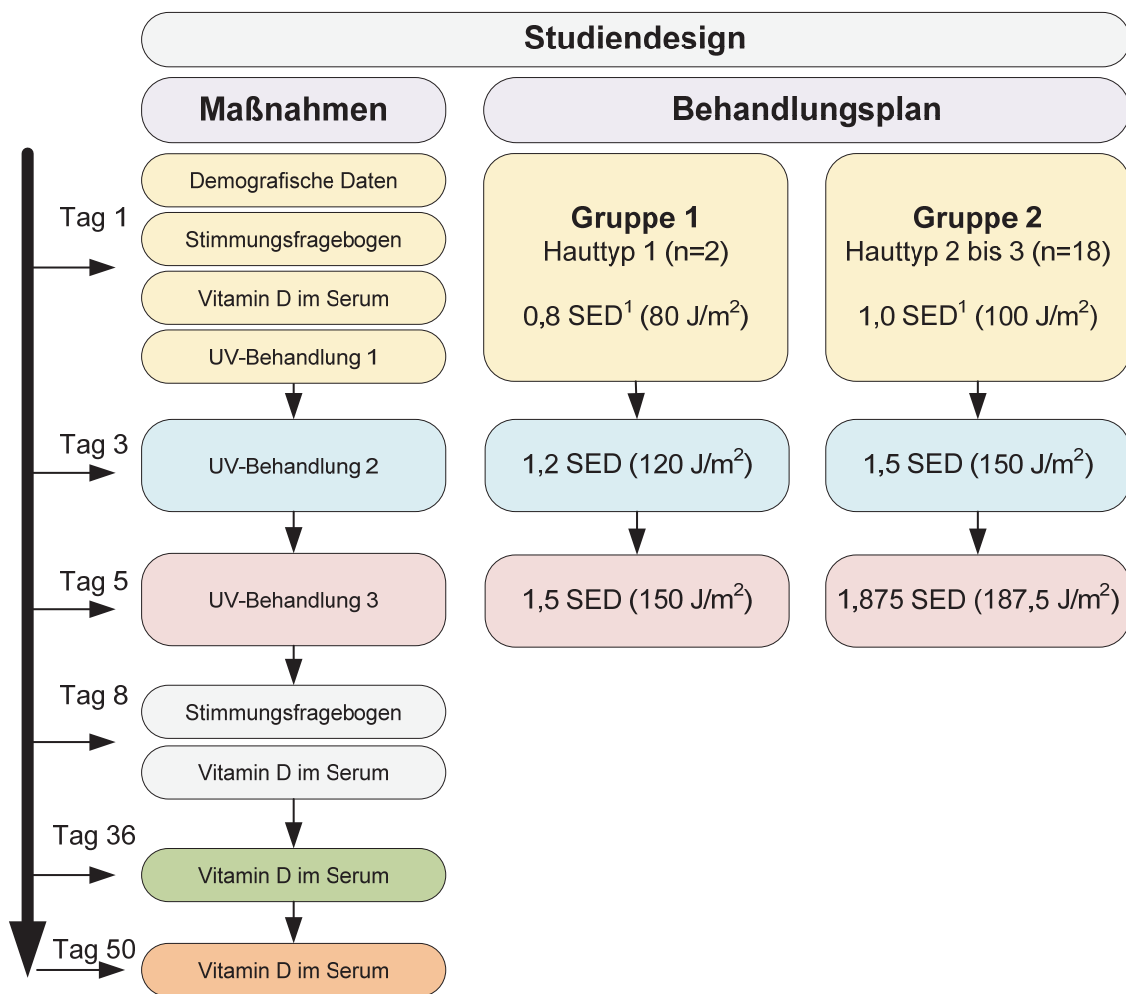 Studiendesign
Maßnahmen
Behandlungsplan
Tag 1
Demografische Daten
Stimmungsfragebogen
Vitamin D im Serum
UV-Behandlung 1
Gruppe 1
Hauttyp 1 (n=2)
0,8 SED¹ (80 J/m²)
Gruppe 2
Hauttyp 2 bis 3 (n=18)
1,0 SED¹ (100 J/m²)
Tag 3
UV-Behandlung 2
1,2 SED (120 J/m²)
1,5 SED (150 J/m²)
Tag 5
UV-Behandlung 3
1,5 SED (150 J/m²)
1,875 SED (187,5 J/m²)
Tag 8
Stimmungsfragebogen
Vitamin D im Serum
Tag 36
Vitamin D im Serum
Tag 50
Vitamin D im Serum